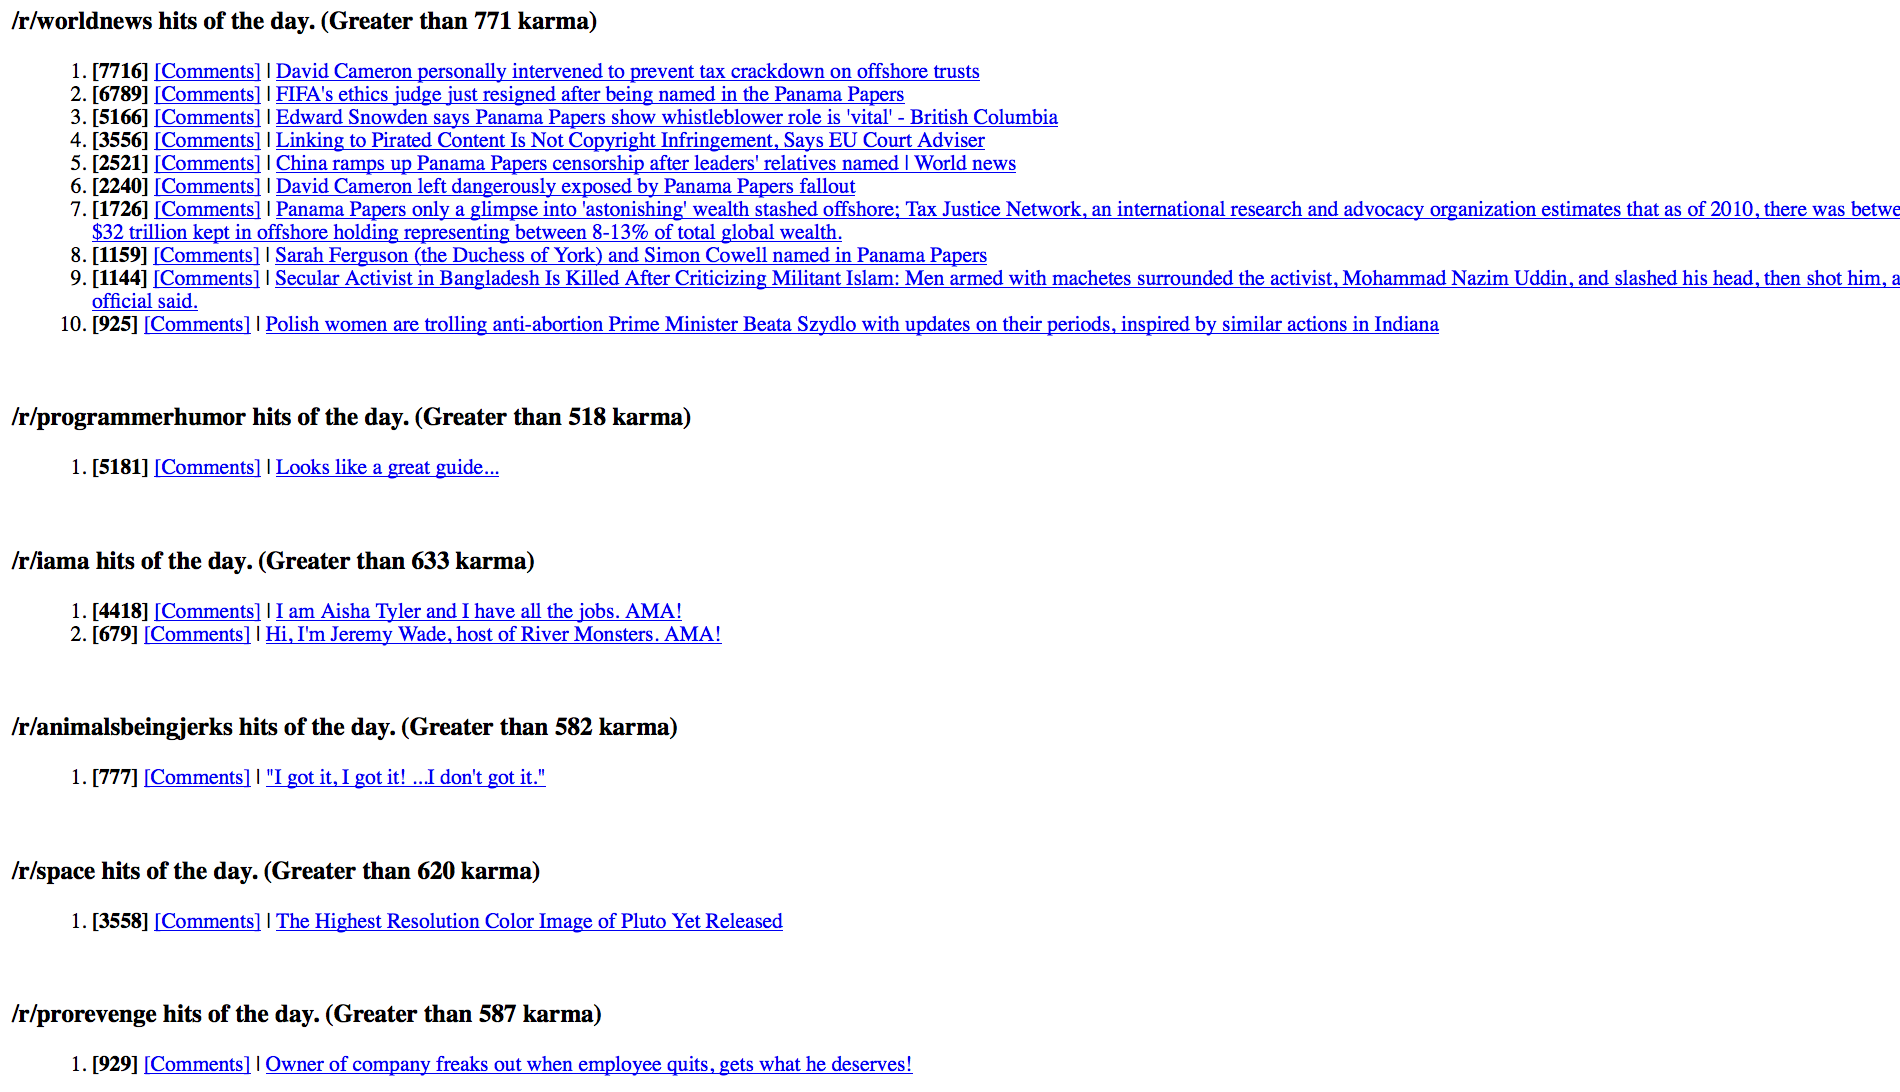 /r/worldnews hits of the day. (Greater than 771 karma)
1. [7716] [Comments] | David Cameron personally intervened to prevent tax crackdown on offshore trusts
2. [6789] [Comments] | FIFA's ethics judge just resigned after being named in the Panama Papers
3. [5166] [Comments] | Edward Snowden says Panama Papers show whistleblower role is 'vital' - British Columbia
4. [3556] [Comments] | Linking to Pirated Content Is Not Copyright Infringement, Says EU Court Adviser
5. [2521] [Comments] | China ramps up Panama Papers censorship after leaders' relatives named | World news
6. [2240] [Comments] | David Cameron left dangerously exposed by Panama Papers fallout
7. [1726] [Comments] | Panama Papers only a glimpse into 'astonishing' wealth stashed offshore; Tax Justice Network, an international research and advocacy organization estimates that as of 2010, there was betwe
$32 trillion kept in offshore holding representing between 8-13% of total global wealth.
8. [1159] [Comments] | Sarah Ferguson (the Duchess of York) and Simon Cowell named in Panama Papers
9. [1144] [Comments] | Secular Activist in Bangladesh Is Killed After Criticizing Militant Islam: Men armed with machetes surrounded the activist, Mohammad Nazim Uddin, and slashed his head, then shot him, a
official said.
10. [925] [Comments] | Polish women are trolling anti-abortion Prime Minister Beata Szydlo with updates on their periods, inspired by similar actions in Indiana
/r/programmerhumor hits of the day. (Greater than 518 karma)
1. [5181] [Comments] | Looks like a great guide...
/r/iama hits of the day. (Greater than 633 karma)
1. [4418] [Comments] | I am Aisha Tyler and I have all the jobs. AMA!
2. [679] [Comments] | Hi, I'm Jeremy Wade, host of River Monsters. AMA!
/r/animalsbeingjerks hits of the day. (Greater than 582 karma)
1. [777] [Comments] | "I got it, I got it! ...I don't got it."
/r/space hits of the day. (Greater than 620 karma)
1. [3558] [Comments] | The Highest Resolution Color Image of Pluto Yet Released
/r/prorevenge hits of the day. (Greater than 587 karma)
1. [929] [Comments] | Owner of company freaks out when employee quits, gets what he deserves!